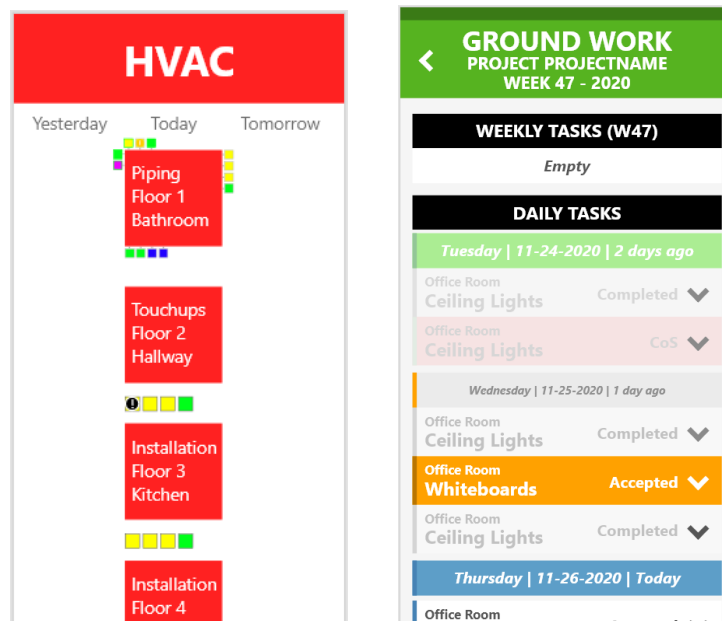 HVAC
Yesterday Today Tomorrow
Piping
Floor 1
Bathroom
Touchups
Floor 2
Hallway
Installation
Floor 3
Kitchen
Installation
Floor 4
GROUND WORK
PROJECT PROJECTNAME
WEEK 47 - 2020
WEEKLY TASKS (W47)
Empty
DAILY TASKS
Tuesday | 11-24-2020 | 2 days ago
Office Room
Ceiling Lights Completed
Office Room
Ceiling Lights CoS
Wednesday | 11-25-2020 | 1 day ago
Office Room
Ceiling Lights Completed
Office Room
Whiteboards Accepted
Office Room
Ceiling Lights Completed
Thursday | 11-26-2020 | Today
Office Room